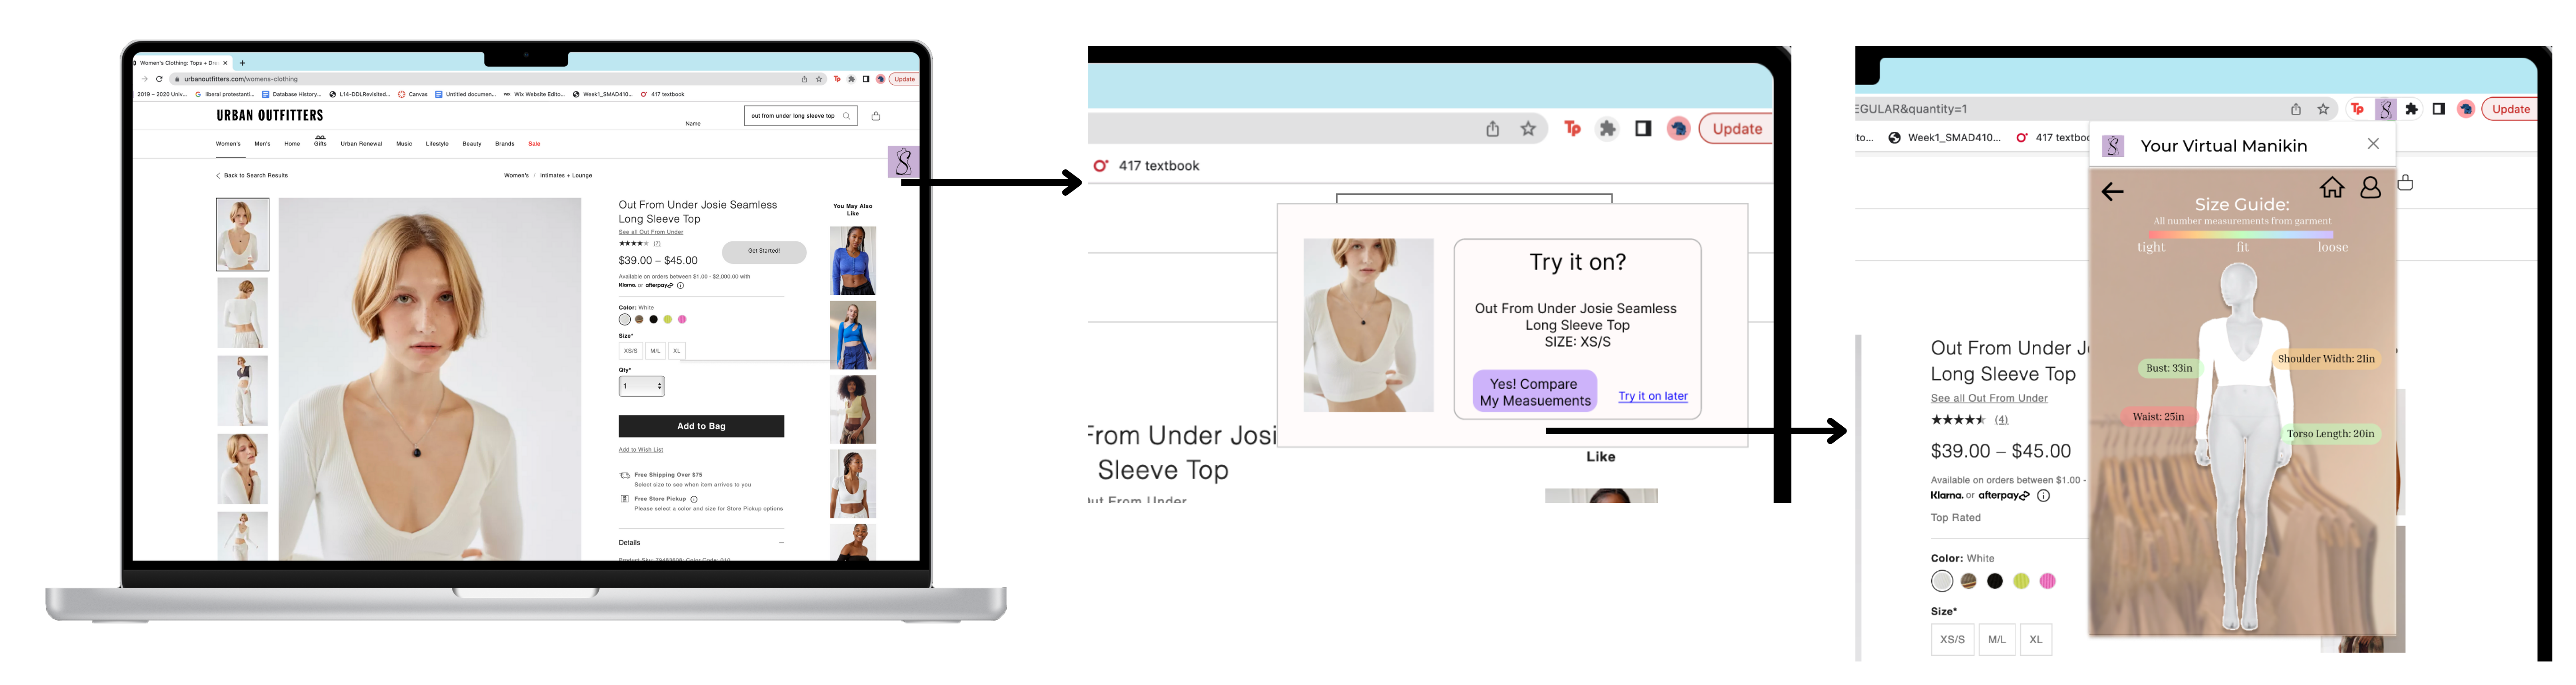 Women's Clothing: Tops + Dre
urbanoutfitters.com/womens-clothing
Update
2019 – 2020 Univ...
liberal protestanti...
Database History...
L14-DDLRevisited...
Canvas
Untitled documen...
Wix Website Edito...
Week1_SMAD410...
417 textbook
URBAN OUTFITTERS
Name
out from under long sleeve top
Women's
Men's
Home
Gifts
Urban Renewal
Music
Lifestyle
Beauty
Brands
Sale
S
Back to Search Results
Women's / Intimates + Lounge
Out From Under Josie Seamless
Long Sleeve Top
See all Out From Under
(7)
Get Started!
$39.00 – $45.00
Available on orders between $1.00 - $2,000.00 with
Klarna. or afterpay
Color: White
Size*
XS/S
M/L
XL
Qty*
1
Add to Bag
Add to Wish List
Free Shipping Over $75
Select size to see when item arrives to you
Free Store Pickup
Please select a color and size for Store Pickup options
Details
You May Also
Like
Tp
Update
417 textbook
Try it on?
Out From Under Josie Seamless
Long Sleeve Top
SIZE: XS/S
Yes! Compare
My Measuements
Try it on later
From Under Josi
Sleeve Top
Out From Under
Like
EGULAR&quantity=1
Tp
S
Update
to...
Week1_SMAD410...
417 textboo
S
Your Virtual Manikin
Size Guide:
All number measurements from garment
tight
fit
loose
Bust: 33in
Shoulder Width: 21in
Waist: 25in
Torso Length: 20in
Out From Under J
Long Sleeve Top
See all Out From Under
(4)
$39.00 – $45.00
Available on orders between $1.00 -
Klarna. or afterpay
Top Rated
Color: White
Size*
XS/S
M/L
XL